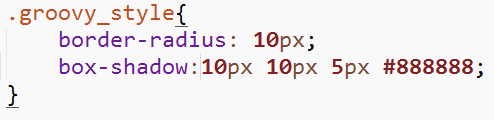 .groovy_style{
    border-radius: 10px;
    box-shadow:10px 10px 5px #888888;
}